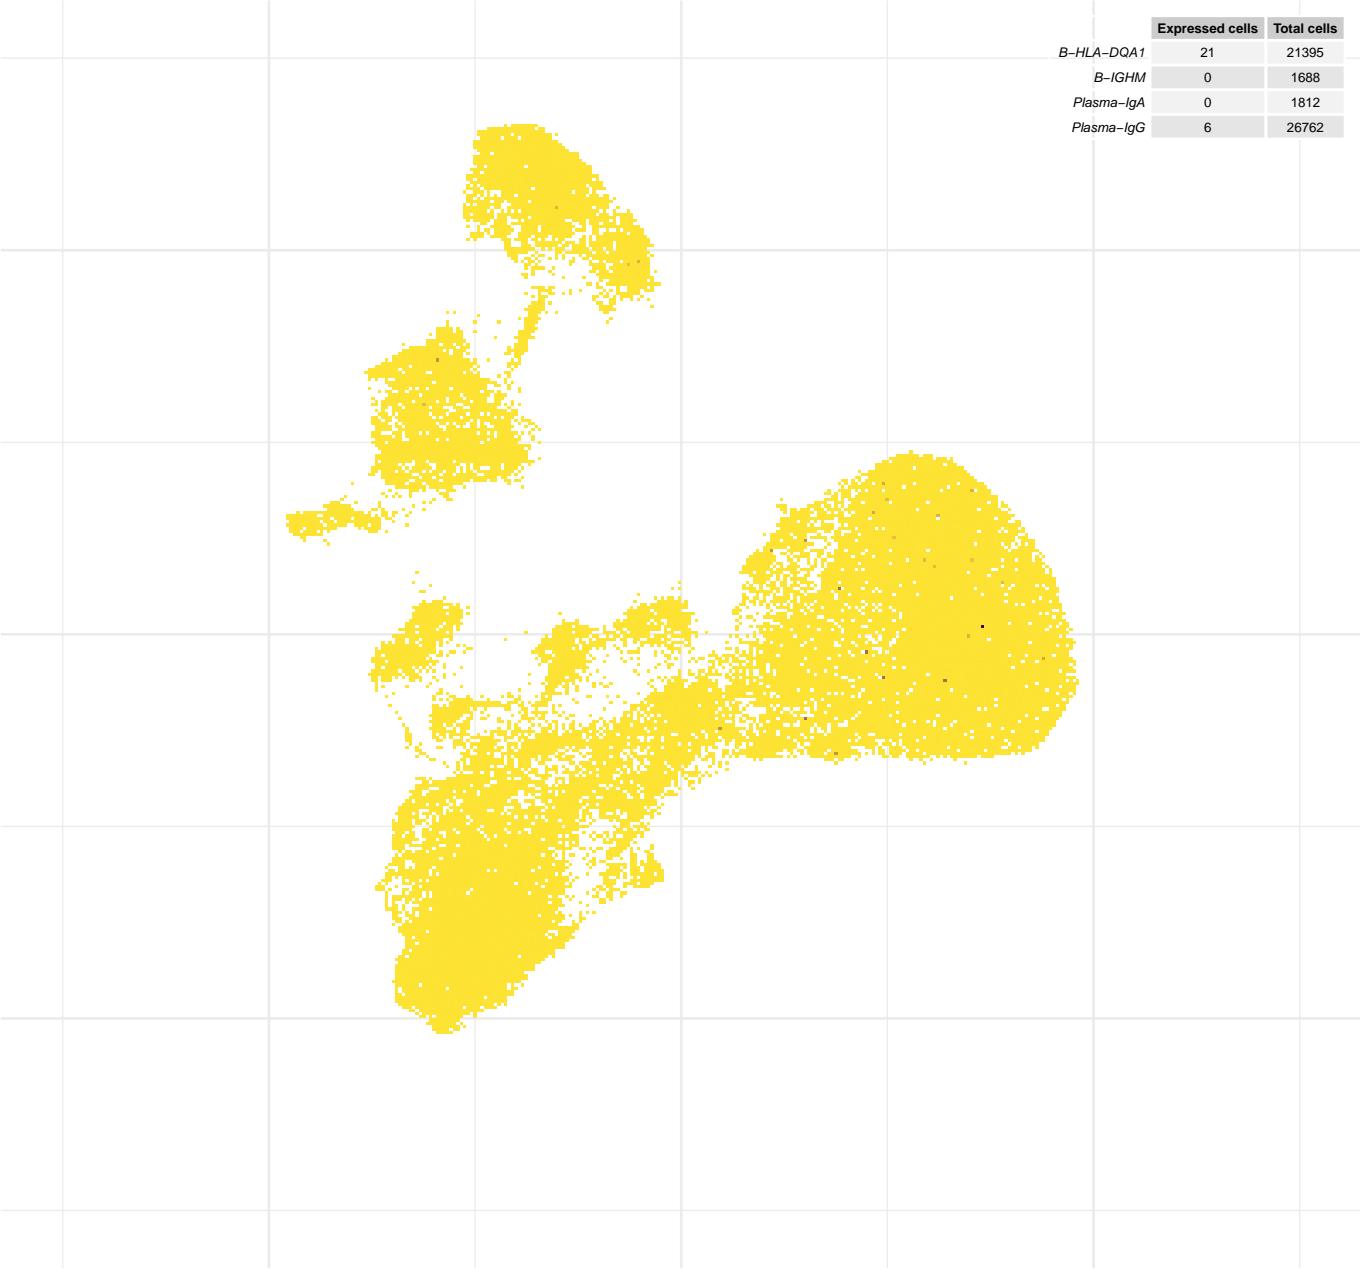 Expressed cells Total cells
B−HLA−DQA1 21 21395
B−IGHM 0 1688
Plasma−IgA 0 1812
Plasma−IgG 6 26762